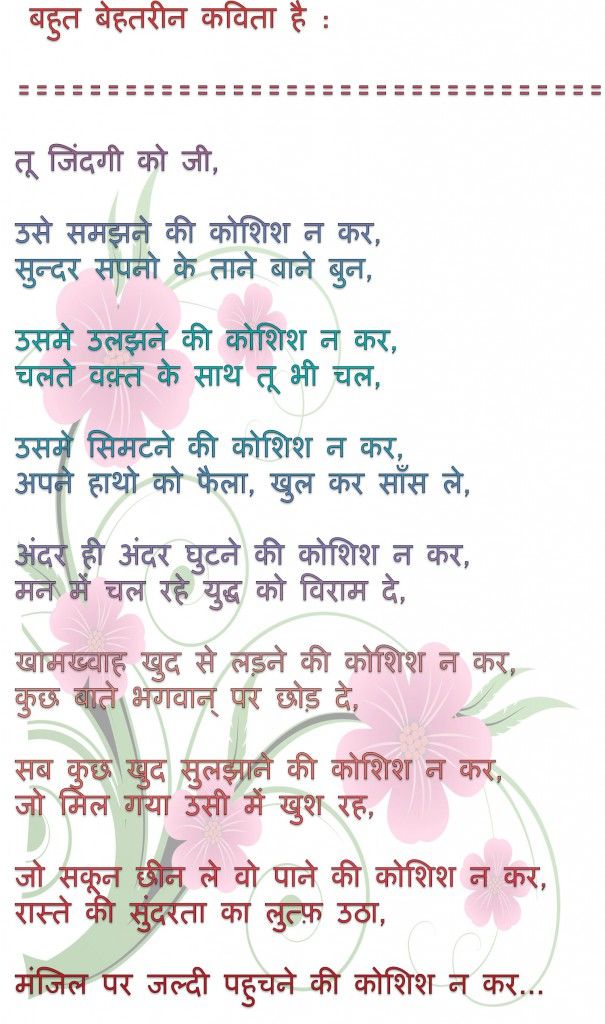 बहुत बेहतरीन कविता है :
==================================
तू जिंदगी को जी,
उसे समझने की कोशिश न कर,
सुन्दर सपनो के ताने बाने बुन,
उसमे उलझने की कोशिश न कर,
चलते वक़्त के साथ तू भी चल,
उसमें सिमटने की कोशिश न कर,
अपने हाथो को फैला, खुल कर साँस ले,
अंदर ही अंदर घुटने की कोशिश न कर,
मन में चल रहे युद्ध को विराम दे,
खामख्वाह खुद से लड़ने की कोशिश न कर,
कुछ बाते भगवान् पर छोड़ दे,
सब कुछ खुद सुलझाने की कोशिश न कर,
जो मिल गया उसी में खुश रह,
जो सकून छीन ले वो पाने की कोशिश न कर,
रास्ते की सुंदरता का लुत्फ़ उठा,
मंजिल पर जल्दी पहुचने की कोशिश न कर...